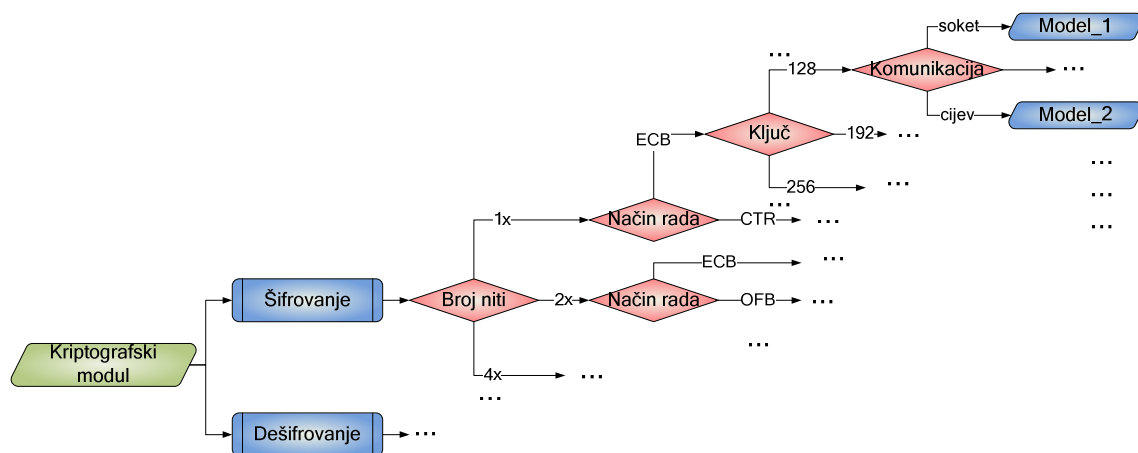 soket
Model_1
...
128
Komunikacija
...
cijev
Model_2
ECB
Ključ
192
...
...
256
...
...
...
...
1x
Način rada
CTR
...
ECB
...
Šifrovanje
Broj niti
2x
Način rada
OFB
...
...
Kriptografski
modul
4x
...
...
Dešifrovanje
...